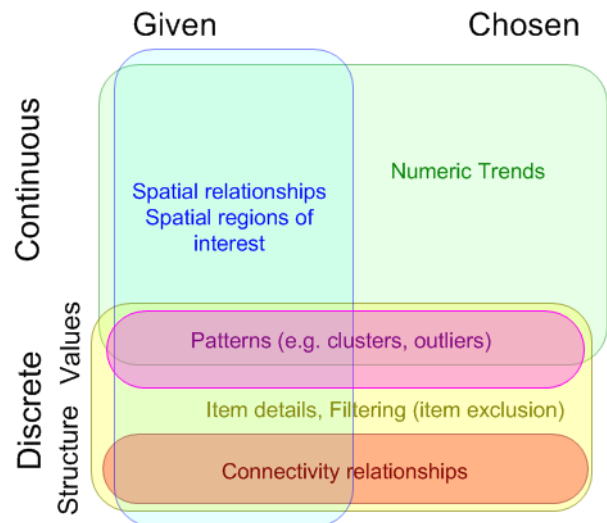 Given
Chosen
Continuous
Numeric Trends
Spatial relationships
Spatial regions of
interest
Discrete
Values
Patterns (e.g. clusters, outliers)
Item details, Filtering (item exclusion)
Structure
Connectivity relationships